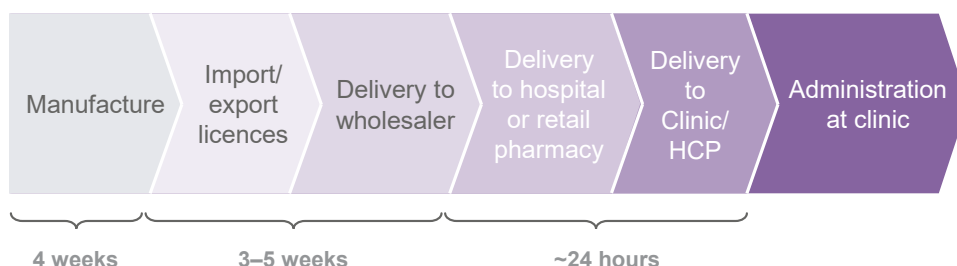 Manufacture
Import/
export
licences
Delivery to
wholesaler
Delivery
to hospital
or retail
pharmacy
Delivery
to
Clinic/
HCP
Administration
at clinic
4 weeks
3–5 weeks
~24 hours